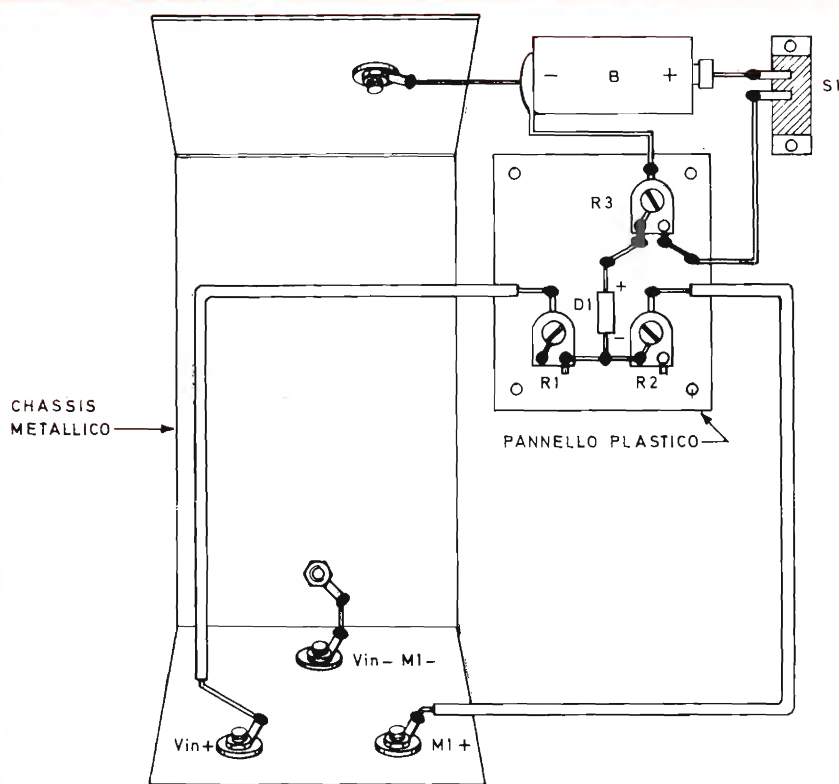 - B +
S1
R3
+
D1
-
R1
R2
CHASSIS
METALLICO
PANNELLO PLASTICO
Vin- M1-
Vin+
M1+